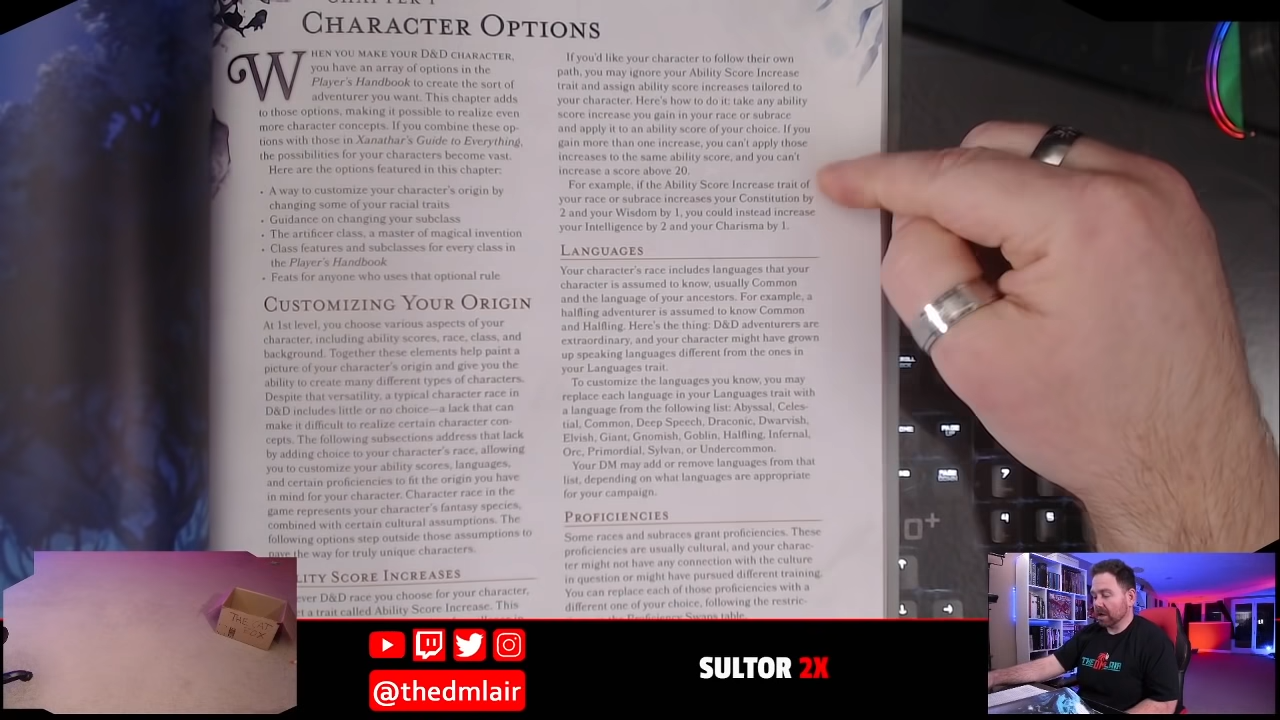 CHAPTER 1
CHARACTER OPTIONS
WHEN YOU MAKE YOUR D&D CHARACTER,
you have an array of options in the
Player's Handbook to create the sort of
adventurer you want. This chapter adds
to those options, making it possible to realize even
more character concepts. If you combine these op-
tions with those in Xanathar's Guide to Everything,
the possibilities for your characters become vast.
Here are the options featured in this chapter:
• A way to customize your character's origin by
changing some of your racial traits
• Guidance on changing your subclass
• The artificer class, a master of magical invention
• Class features and subclasses for every class in
the Player's Handbook
• Feats for anyone who uses that optional rule
CUSTOMIZING YOUR ORIGIN
At 1st level, you choose various aspects of your
character, including ability scores, race, class, and
background. Together these elements help paint a
picture of your character's origin and give you the
ability to create many different types of characters.
Despite that versatility, a typical character race in
D&D includes little or no choice—a lack that can
make it difficult to realize certain character con-
cepts. The following subsections address that lack
by adding choice to your character's race, allowing
you to customize your ability scores, languages,
and certain proficiencies to fit the origin you have
in mind for your character. Character race in the
game represents your character's fantasy species,
combined with certain cultural assumptions. The
following options step outside those assumptions to
pave the way for truly unique characters.
LITY SCORE INCREASES
ever D&D race you choose for your character,
et a trait called Ability Score Increase. This
If you'd like your character to follow their own
path, you may ignore your Ability Score Increase
trait and assign ability score increases tailored to
your character. Here's how to do it: take any ability
score increase you gain in your race or subrace
and apply it to an ability score of your choice. If you
gain more than one increase, you can't apply those
increases to the same ability score, and you can't
increase a score above 20.
For example, if the Ability Score Increase trait of
your race or subrace increases your Constitution by
2 and your Wisdom by 1, you could instead increase
your Intelligence by 2 and your Charisma by 1.
LANGUAGES
Your character's race includes languages that your
character is assumed to know, usually Common
and the language of your ancestors. For example, a
halfling adventurer is assumed to know Common
and Halfling. Here's the thing: D&D adventurers are
extraordinary, and your character might have grown
up speaking languages different from the ones in
your Languages trait.
To customize the languages you know, you may
replace each language in your Languages trait with
a language from the following list: Abyssal, Celes-
tial, Common, Deep Speech, Draconic, Dwarvish,
Elvish, Giant, Gnomish, Goblin, Halfling, Infernal,
Orc, Primordial, Sylvan, or Undercommon.
Your DM may add or remove languages from that
list, depending on what languages are appropriate
for your campaign.
PROFICIENCIES
Some races and subraces grant proficiencies. These
proficiencies are usually cultural, and your charac-
ter might not have any connection with the culture
in question or might have pursued different training.
You can replace each of those proficiencies with a
different one of your choice, following the restric-
Proficiency Swaps table.
7
4 5
THE CAT
BOX
@thedmlair
SULTOR 2X
THE DM LAIR